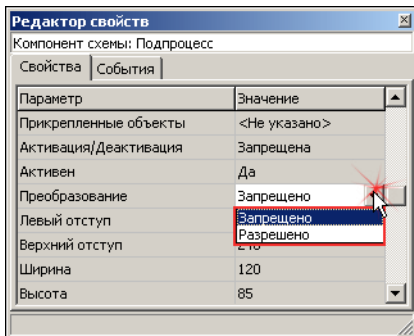 Редактор свойств
Компонент схемы: Подпроцесс
Свойства События
Параметр Значение
Прикрепленные объекты <Не указано>
Активация/Деактивация Запрещена
Активен Да
Преобразование Запрещено
Левый отступ Запрещено
Разрешено
Верхний отступ
Ширина 120
Высота 85